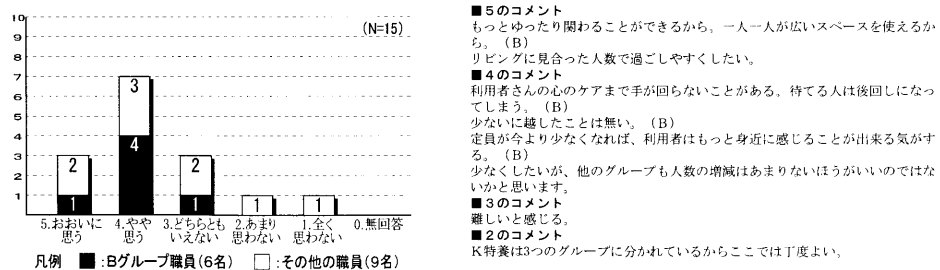 (N=15)
10
9
8
7
6
5
4
3
2
1
2
1
3
4
2
1
1
1
5.おおいに思う
4.やや思う
3.どちらともいえない
2.あまり思わない
1.全く思わない
0.無回答
凡例 ■:Bグループ職員(6名) □:その他の職員(9名)
■5のコメント
もっとゆったり関わることができるから。一人一人が広いスペースを使えるか
ら。（B）
リビングに見合った人数で過ごしやすくしたい。
■4のコメント
利用者さんの心のケアまで手が回らないことがある。待てる人は後回しになっ
てしまう。（B）
少ないに越したことは無い。（B）
定員が今より少なくなれば、利用者はもっと身近に感じることが出来る気がす
る。（B）
少なくしたいが、他のグループも人数の増減はあまりないほうがいいのではな
いかと思います。
■3のコメント
難しいと感じる。
■2のコメント
K特養は3つのグループに分かれているからここでは丁度よい。